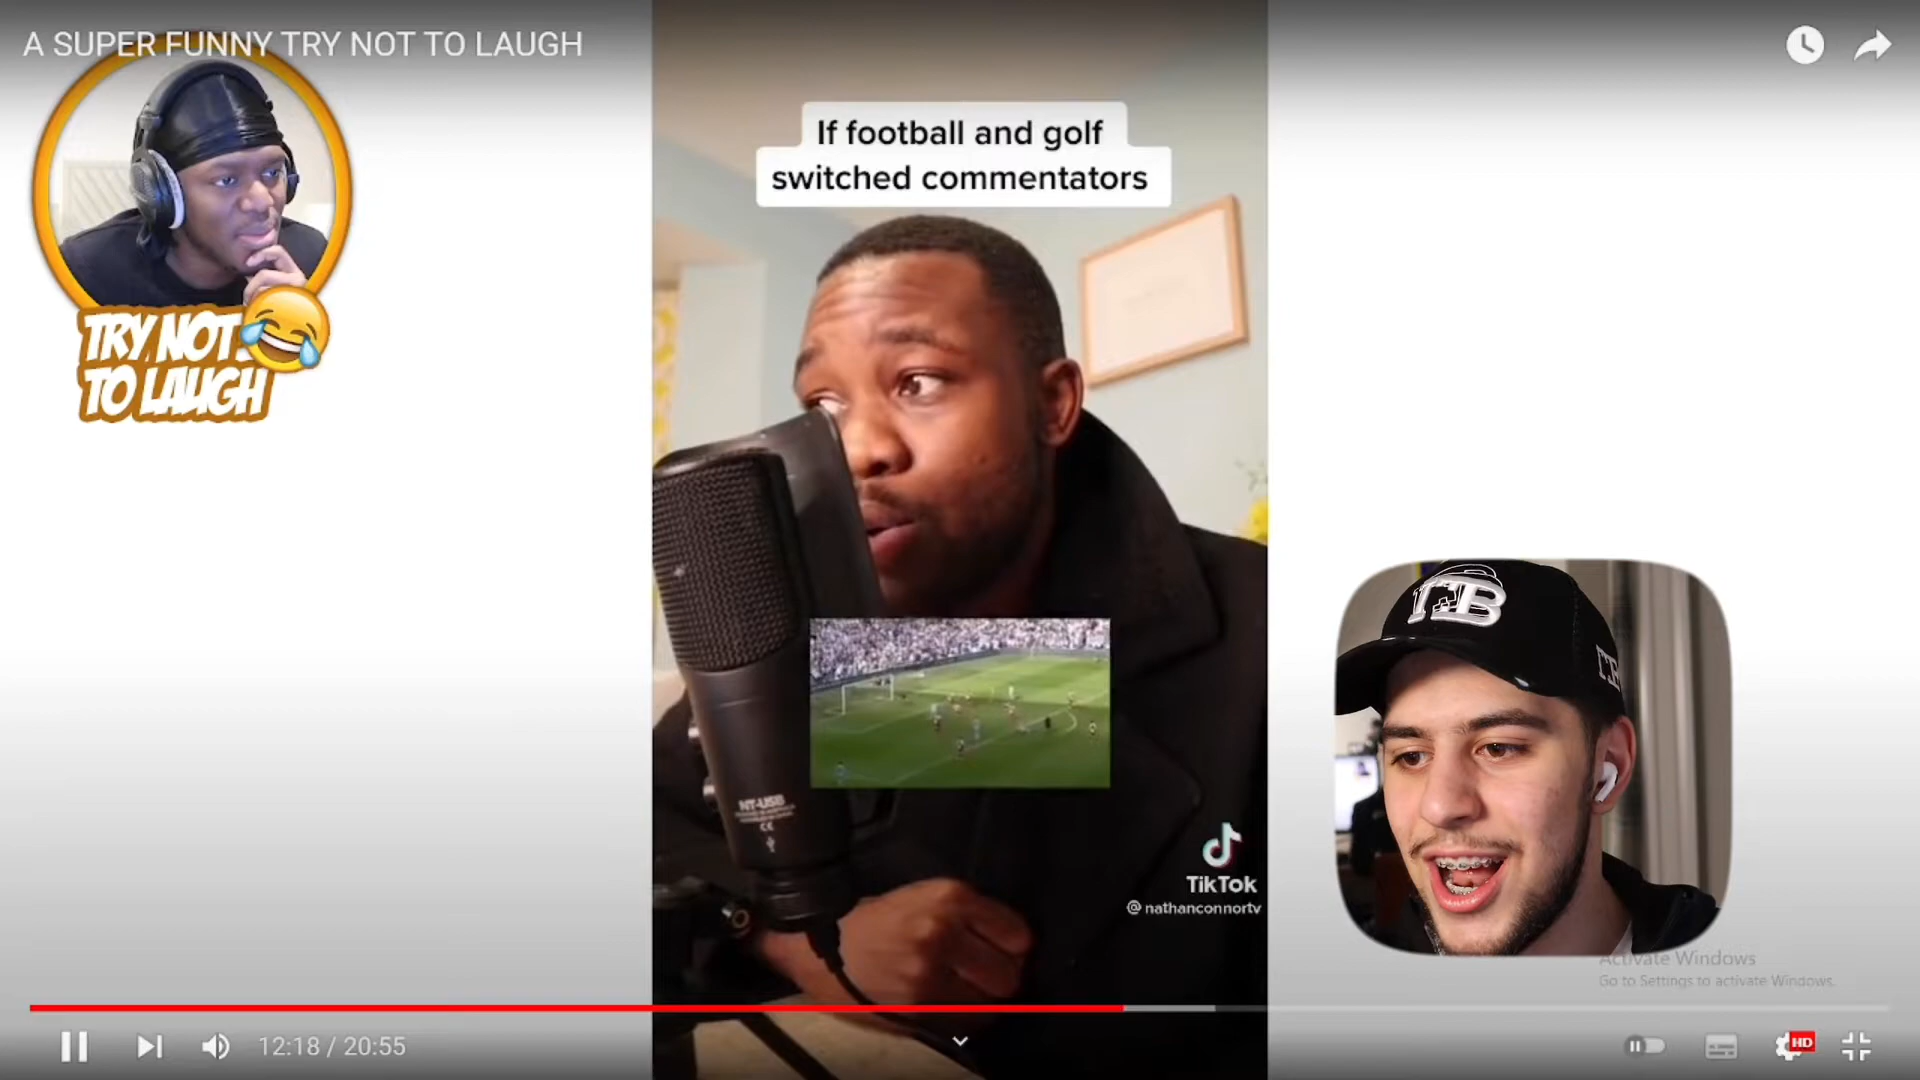 A SUPER FUNNY TRY NOT TO LAUGH
If football and golf
switched commentators
TRY NOT
TO LAUGH
NT-USB
TikTok
@nathanconnortv
Activate Windows
Go to Settings to activate Windows.
12:18 / 20:55
HD